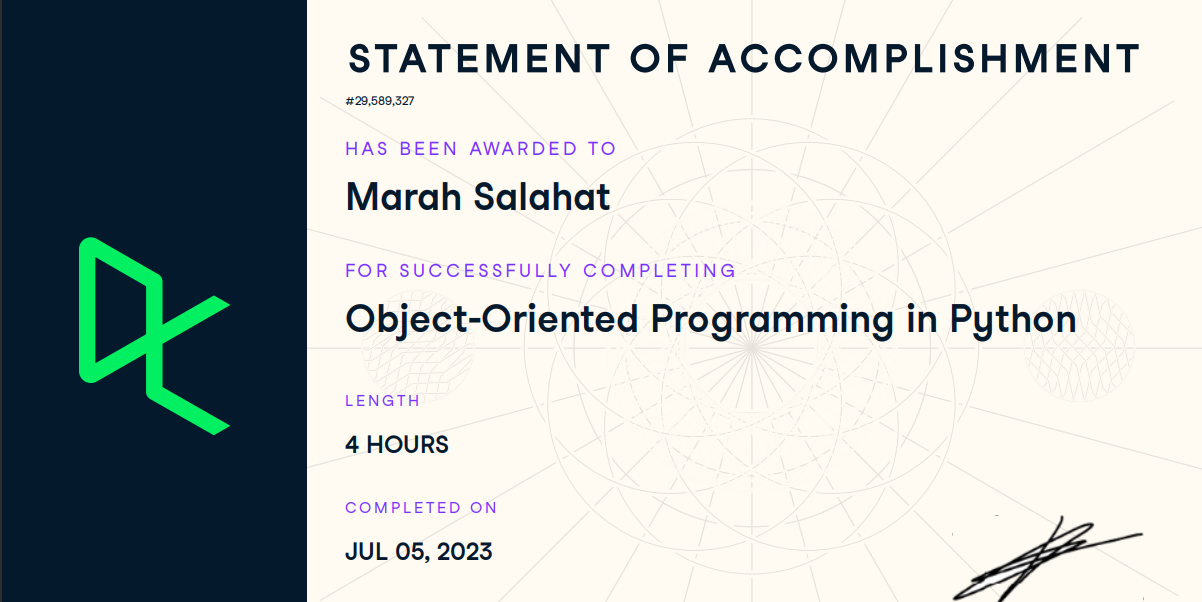 STATEMENT OF ACCOMPLISHMENT
#29,589,327
HAS BEEN AWARDED TO
Marah Salahat
FOR SUCCESSFULLY COMPLETING
Object-Oriented Programming in Python
LENGTH
4 HOURS
COMPLETED ON
JUL 05, 2023